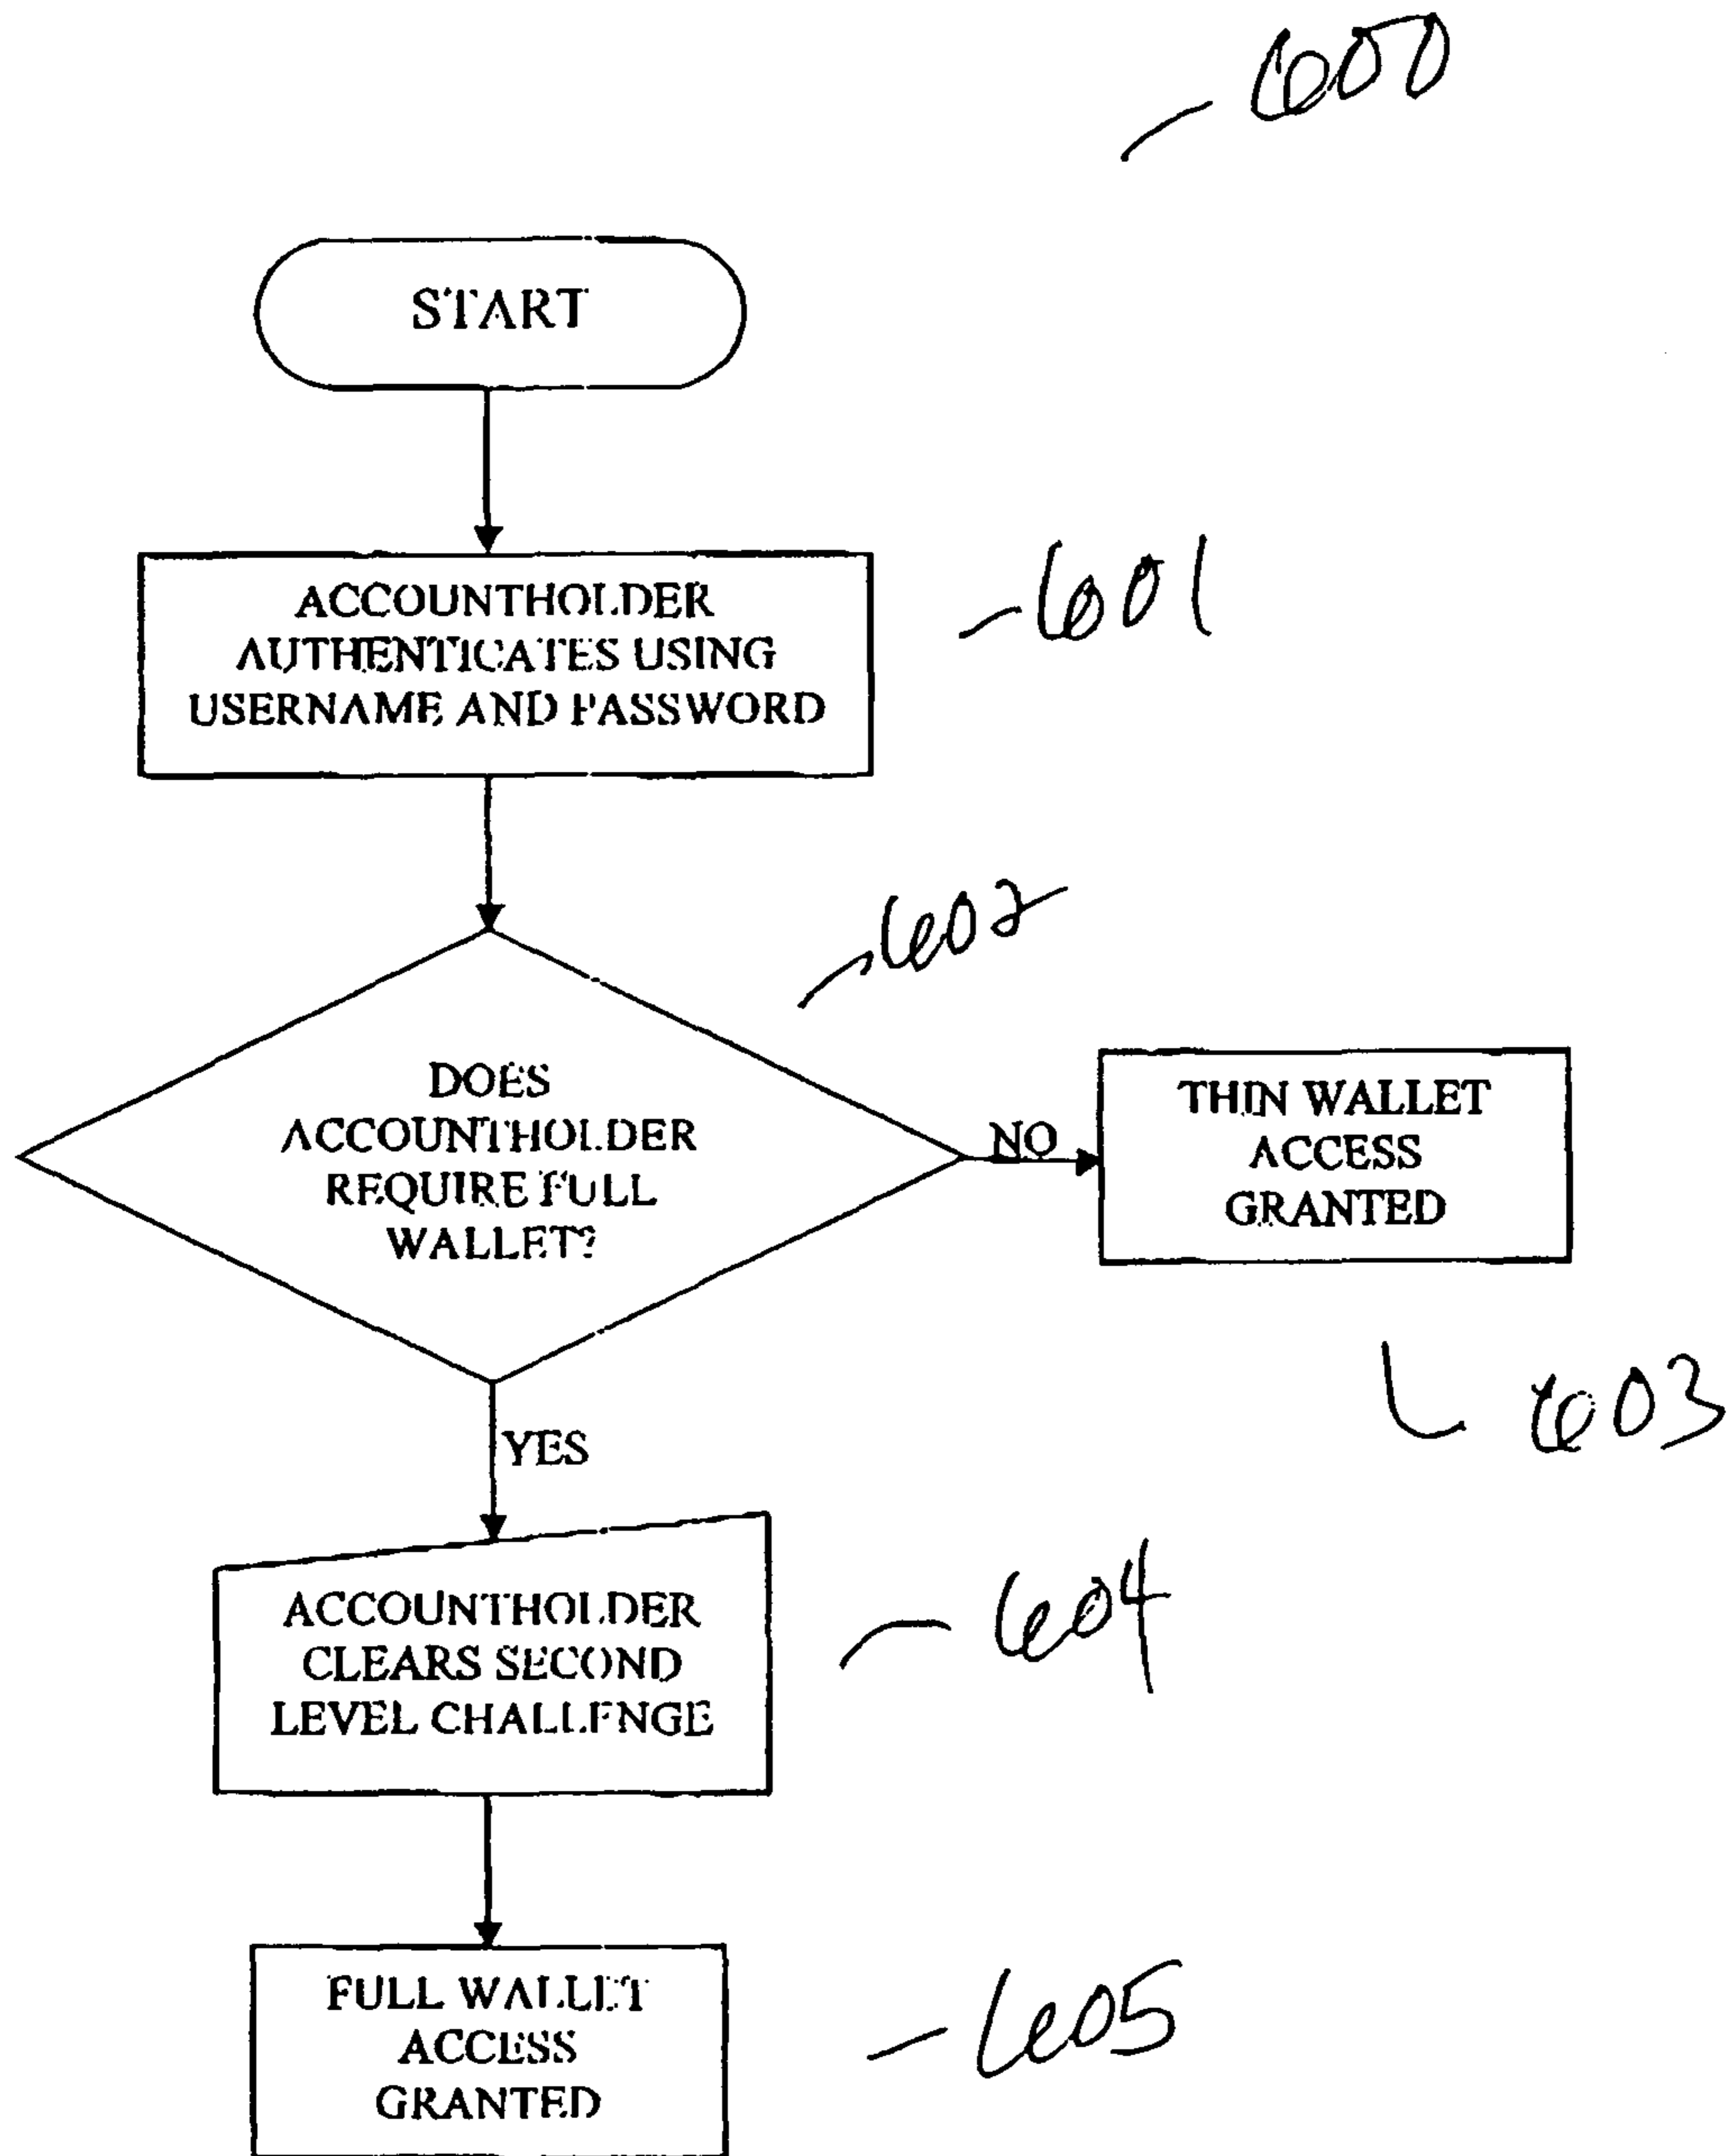 600
START
ACCOUNTHOLDER
AUTHENTICATES USING
USERNAME AND PASSWORD
601
602
DOES
ACCOUNTHOLDER
REQUIRE FULL
WALLET?
NO
THIN WALLET
ACCESS
GRANTED
603
YES
ACCOUNTHOLDER
CLEARS SECOND
LEVEL CHALLENGE
604
FULL WALLET
ACCESS
GRANTED
605